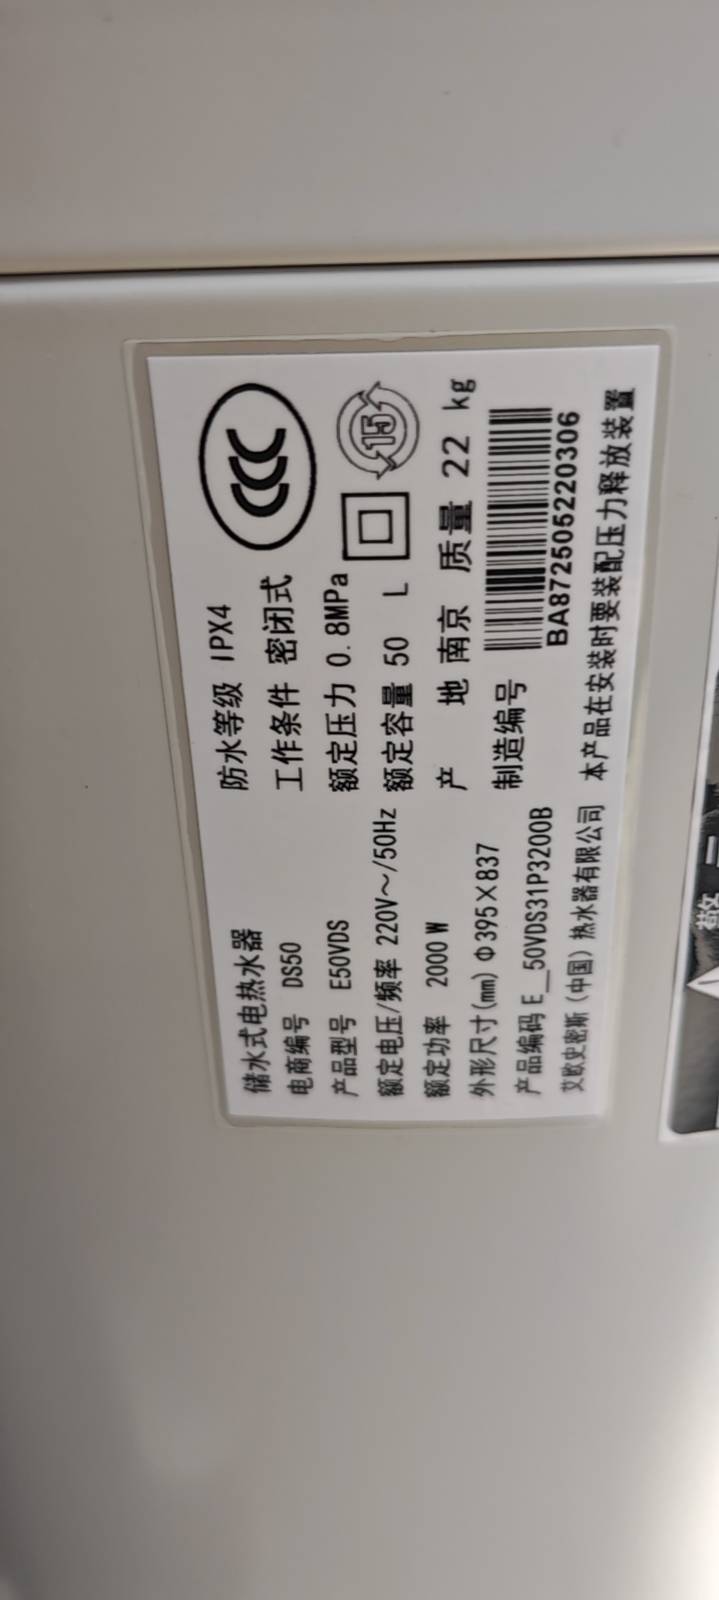 储水式电热水器
电商编号 DS50
产品型号 E50VDS
额定电压/频率 220V～/50Hz
额定功率 2000 W
外形尺寸(mm) Φ395×837
产品编码 E_50VDS31P3200B
艾欧史密斯(中国)热水器有限公司
防水等级 IPX4
工作条件 密闭式
额定压力 0.8MPa
额定容量 50 L
产 地 南京 质量 22 kg
制造编号
BA872505220306
本产品在安装时要装配压力释放装置
CCC
15
警